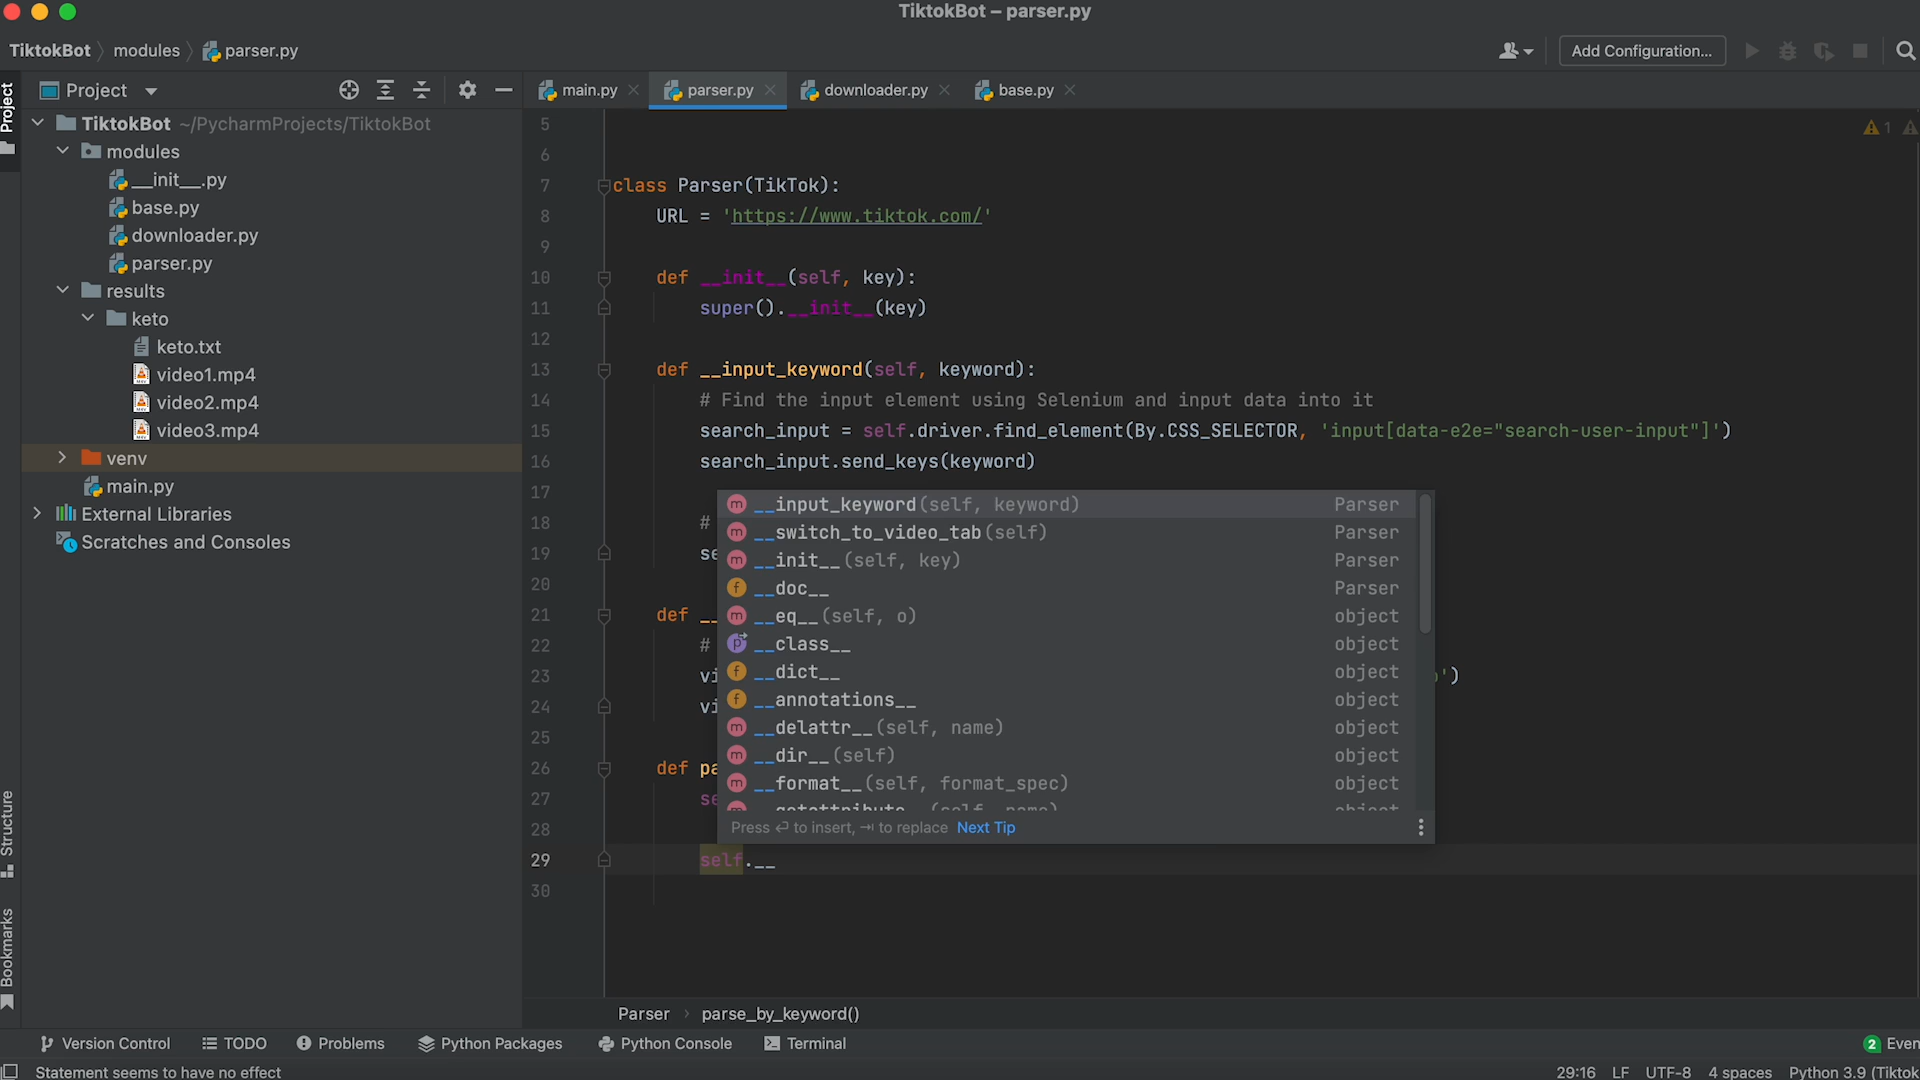 TiktokBot – parser.py
TiktokBot modules parser.py
Add Configuration...
Project
Project
main.py
parser.py
downloader.py
base.py
TiktokBot ~/PycharmProjects/TiktokBot
modules
__init__.py
base.py
downloader.py
parser.py
results
keto
keto.txt
video1.mp4
video2.mp4
video3.mp4
venv
main.py
External Libraries
Scratches and Consoles
Structure
Bookmarks
1
5
6
7 class Parser(TikTok):
8 URL = 'https://www.tiktok.com/'
9
10 def __init__(self, key):
11 super().__init__(key)
12
13 def __input_keyword(self, keyword):
14 # Find the input element using Selenium and input data into it
15 search_input = self.driver.find_element(By.CSS_SELECTOR, 'input[data-e2e="search-user-input"]')
16 search_input.send_keys(keyword)
17
18 #
19 se
20
21 def __
22 #
23 vi ')
24 vi
25
26 def pa
27 se
28
29 self.__
30
__input_keyword(self, keyword) Parser
__switch_to_video_tab(self) Parser
__init__(self, key) Parser
__doc__ Parser
__eq__(self, o) object
__class__ object
__dict__ object
__annotations__ object
__delattr__(self, name) object
__dir__(self) object
__format__(self, format_spec) object
__getattribute__(self, name) object
Press ↩ to insert, ⇥ to replace Next Tip
Parser parse_by_keyword()
Version Control TODO Problems Python Packages Python Console Terminal 2 Even
Statement seems to have no effect 29:16 LF UTF-8 4 spaces Python 3.9 (Tiktok